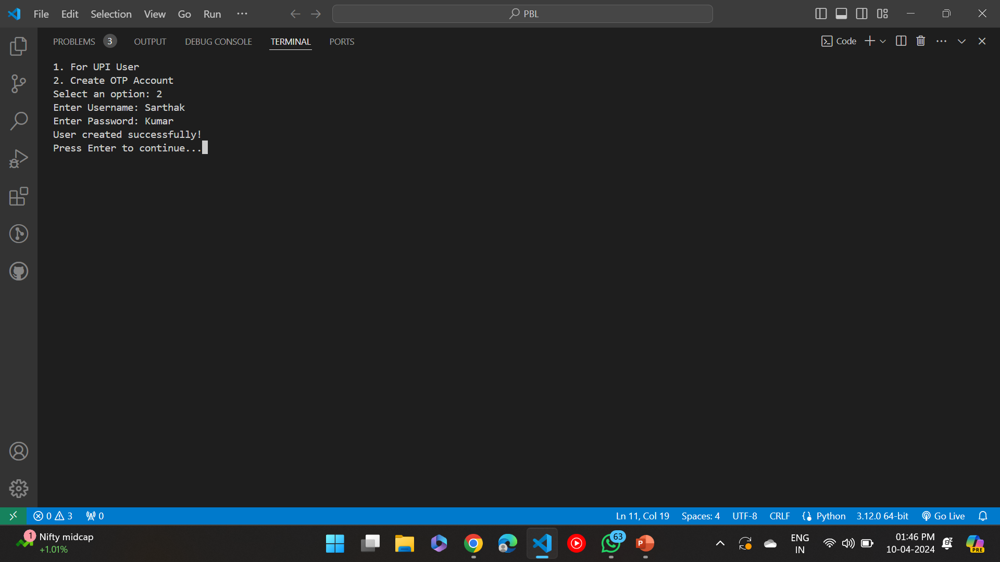 File Edit Selection View Go Run ···
PBL
PROBLEMS 3 OUTPUT DEBUG CONSOLE TERMINAL PORTS
Code
1. For UPI User
2. Create OTP Account
Select an option: 2
Enter Username: Sarthak
Enter Password: Kumar
User created successfully!
Press Enter to continue...
0 3 0
Ln 11, Col 19 Spaces: 4 UTF-8 CRLF Python 3.12.0 64-bit Go Live
1 Nifty midcap
+1.01%
63
P
ENG
IN
01:46 PM
10-04-2024
PRE